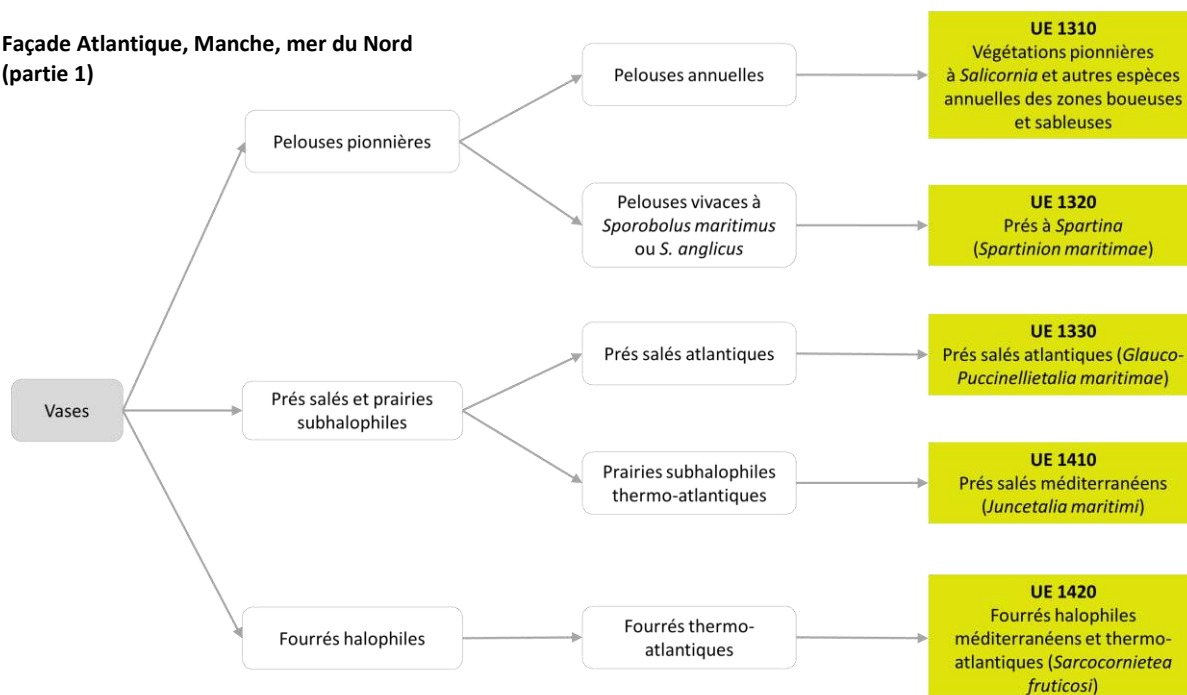 Façade Atlantique, Manche, mer du Nord
(partie 1)
Vases
Pelouses pionnières
Pelouses annuelles
UE 1310
Végétations pionnières
à Salicornia et autres espèces
annuelles des zones boueuses
et sableuses
Pelouses vivaces à
Sporobolus maritimus
ou S. anglicus
UE 1320
Prés à Spartina
(Spartinion maritimae)
Prés salés et prairies
subhalophiles
Prés salés atlantiques
UE 1330
Prés salés atlantiques (Glauco-
Puccinellietalia maritimae)
Prairies subhalophiles
thermo-atlantiques
UE 1410
Prés salés méditerranéens
(Juncetalia maritimi)
Fourrés halophiles
Fourrés thermo-
atlantiques
UE 1420
Fourrés halophiles
méditerranéens et thermo-
atlantiques (Sarcocornietea
fruticosi)